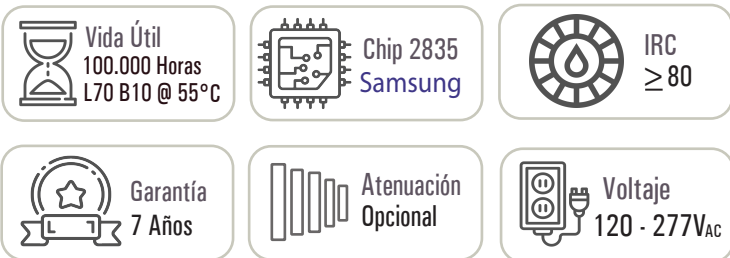 Vida Útil
100.000 Horas
L70 B10 @ 55°C
Chip 2835
Samsung
IRC
≥80
Garantía
7 Años
Atenuación
Opcional
Voltaje
120 - 277VAC